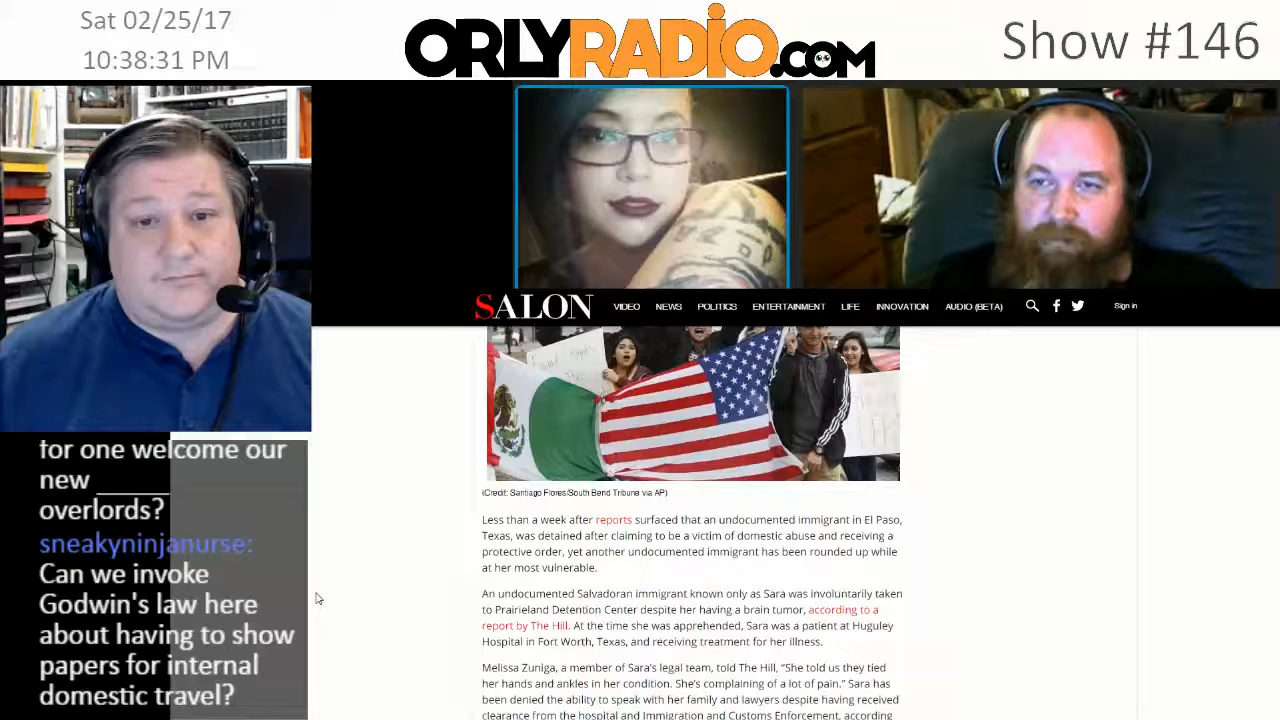 Sat 02/25/17
10:38:31 PM
ORLYRADIO.COM
Show #146
SALON VIDEO NEWS POLITICS ENTERTAINMENT LIFE INNOVATION AUDIO (BETA) Sign in
(Credit: Santiago Flores/South Bend Tribune via AP)
Less than a week after reports surfaced that an undocumented immigrant in El Paso,
Texas, was detained after claiming to be a victim of domestic abuse and receiving a
protective order, yet another undocumented immigrant has been rounded up while
at her most vulnerable.
An undocumented Salvadoran immigrant known only as Sara was involuntarily taken
to Prairieland Detention Center despite her having a brain tumor, according to a
report by The Hill. At the time she was apprehended, Sara was a patient at Huguley
Hospital in Fort Worth, Texas, and receiving treatment for her illness.
Melissa Zuniga, a member of Sara's legal team, told The Hill, "She told us they tied
her hands and ankles in her condition. She's complaining of a lot of pain." Sara has
been denied the ability to speak with her family and lawyers despite having received
clearance from the hospital and Immigration and Customs Enforcement, according
for one welcome our
new _____
overlords?
sneakyninjanurse:
Can we invoke
Godwin's law here
about having to show
papers for internal
domestic travel?